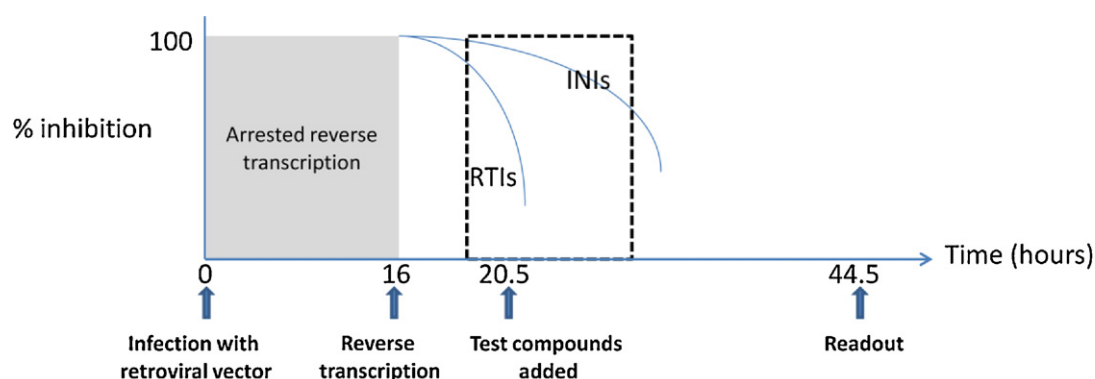 100
% inhibition
Arrested reverse
transcription
INIs
RTIs
Time (hours)
0
16
20.5
44.5
Infection with
retroviral vector
Reverse
transcription
Test compounds
added
Readout